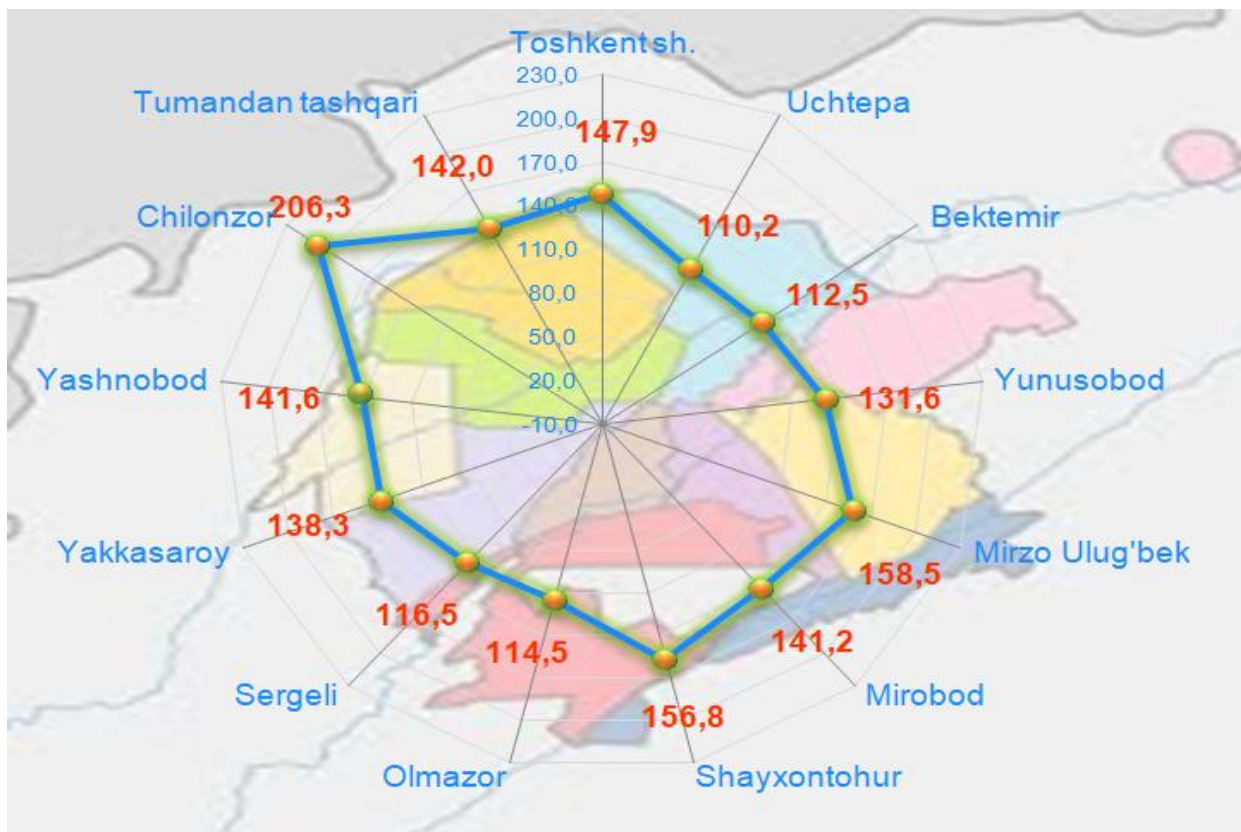 Toshkent sh.
230,0
Tumandan tashqari
Uchtepa
200,0
147,9
142,0
170,0
Chilonzor
206,3
140,0
Bektemir
110,2
110,0
112,5
80,0
50,0
Yashnobod
141,6
20,0
131,6
Yunusobod
-10,0
Yakkasaroy
138,3
158,5
Mirzo Ulug'bek
116,5
114,5
141,2
Sergeli
156,8
Mirobod
Olmazor
Shayxontohur